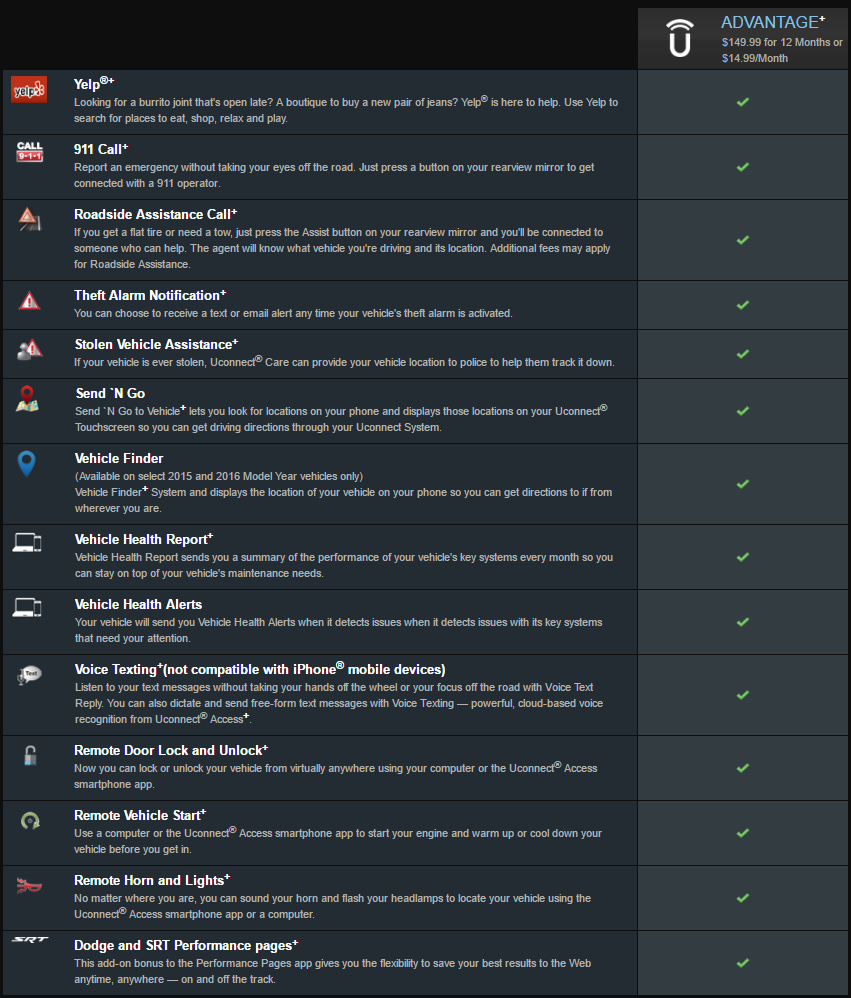 ADVANTAGE+
$149.99 for 12 Months or
$14.99/Month
yelp
Yelp®+
Looking for a burrito joint that's open late? A boutique to buy a new pair of jeans? Yelp® is here to help. Use Yelp to
search for places to eat, shop, relax and play.
CALL
9-1-1
911 Call+
Report an emergency without taking your eyes off the road. Just press a button on your rearview mirror to get
connected with a 911 operator.
Roadside Assistance Call+
If you get a flat tire or need a tow, just press the Assist button on your rearview mirror and you'll be connected to
someone who can help. The agent will know what vehicle you're driving and its location. Additional fees may apply
for Roadside Assistance.
Theft Alarm Notification+
You can choose to receive a text or email alert any time your vehicle's theft alarm is activated.
Stolen Vehicle Assistance+
If your vehicle is ever stolen, Uconnect® Care can provide your vehicle location to police to help them track it down.
Send `N Go
Send `N Go to Vehicle+ lets you look for locations on your phone and displays those locations on your Uconnect®
Touchscreen so you can get driving directions through your Uconnect System.
Vehicle Finder
(Available on select 2015 and 2016 Model Year vehicles only)
Vehicle Finder+ System and displays the location of your vehicle on your phone so you can get directions to if from
wherever you are.
Vehicle Health Report+
Vehicle Health Report sends you a summary of the performance of your vehicle's key systems every month so you
can stay on top of your vehicle's maintenance needs.
Vehicle Health Alerts
Your vehicle will send you Vehicle Health Alerts when it detects issues when it detects issues with its key systems
that need your attention.
Text
Voice Texting+(not compatible with iPhone® mobile devices)
Listen to your text messages without taking your hands off the wheel or your focus off the road with Voice Text
Reply. You can also dictate and send free-form text messages with Voice Texting — powerful, cloud-based voice
recognition from Uconnect® Access+.
Remote Door Lock and Unlock+
Now you can lock or unlock your vehicle from virtually anywhere using your computer or the Uconnect® Access
smartphone app.
Remote Vehicle Start+
Use a computer or the Uconnect® Access smartphone app to start your engine and warm up or cool down your
vehicle before you get in.
Remote Horn and Lights+
No matter where you are, you can sound your horn and flash your headlamps to locate your vehicle using the
Uconnect® Access smartphone app or a computer.
SRT
Dodge and SRT Performance pages+
This add-on bonus to the Performance Pages app gives you the flexibility to save your best results to the Web
anytime, anywhere — on and off the track.